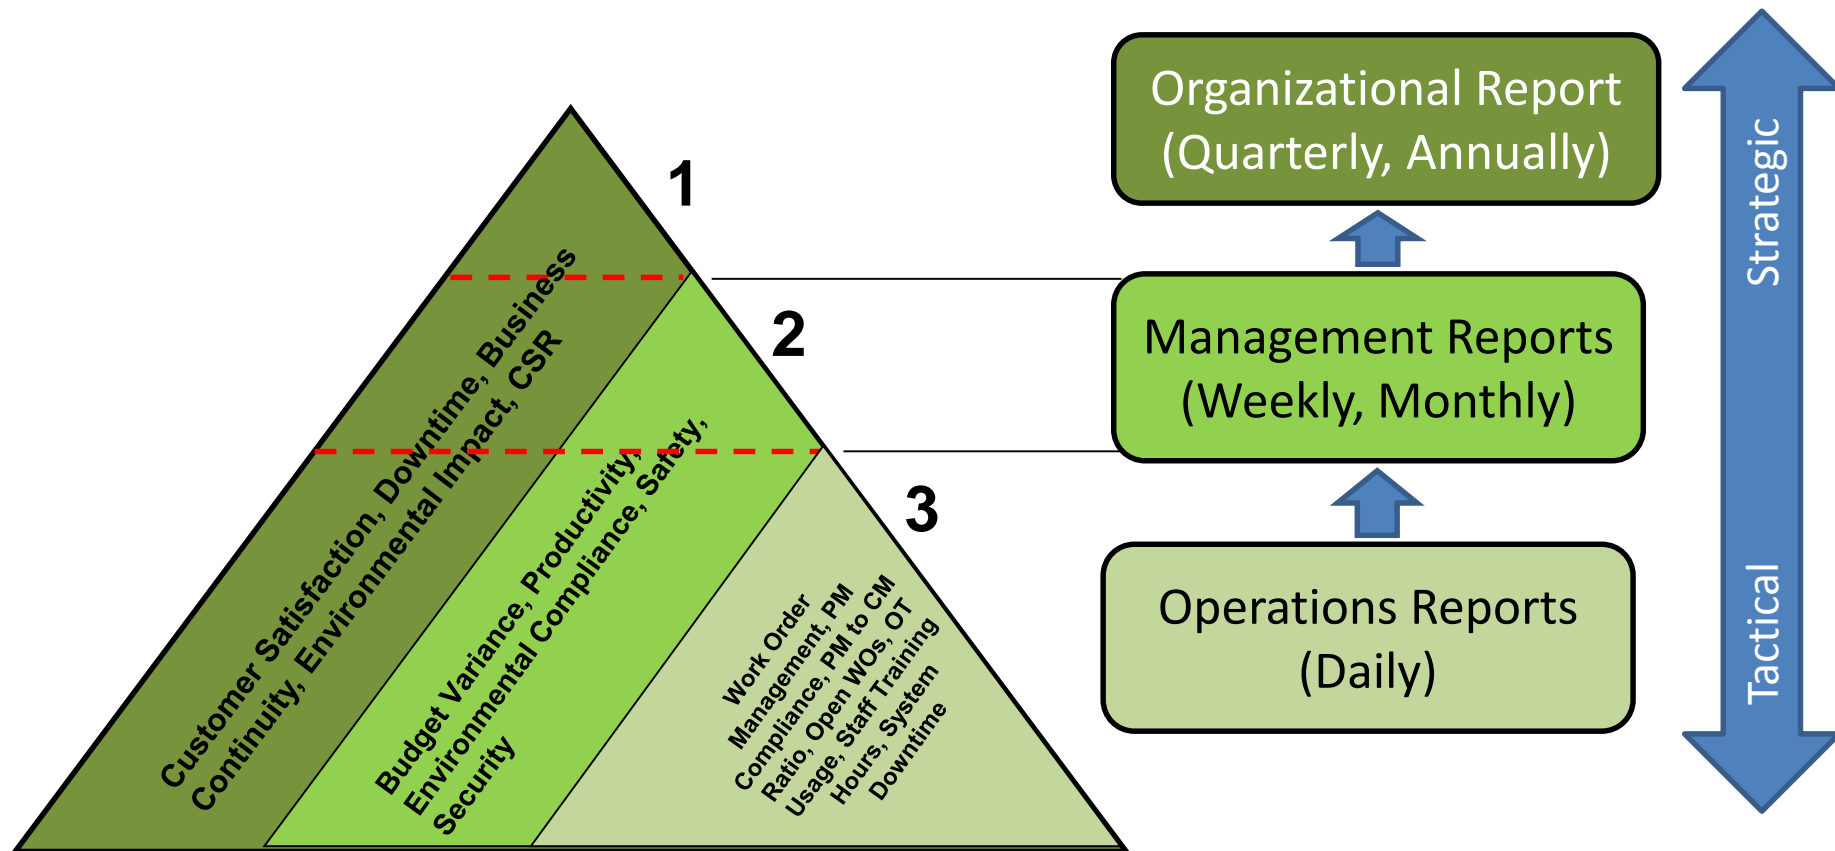 1
2
3
Customer Satisfaction, Downtime, Business
Continuity, Environmental Impact, CSR
Budget Variance, Productivity,
Environmental Compliance, Safety,
Security
Work Order
Management, PM
Compliance, PM to CM
Ratio, Open WOs, OT
Usage, Staff Training
Hours, System
Downtime
Organizational Report
(Quarterly, Annually)
Management Reports
(Weekly, Monthly)
Operations Reports
(Daily)
Strategic
Tactical